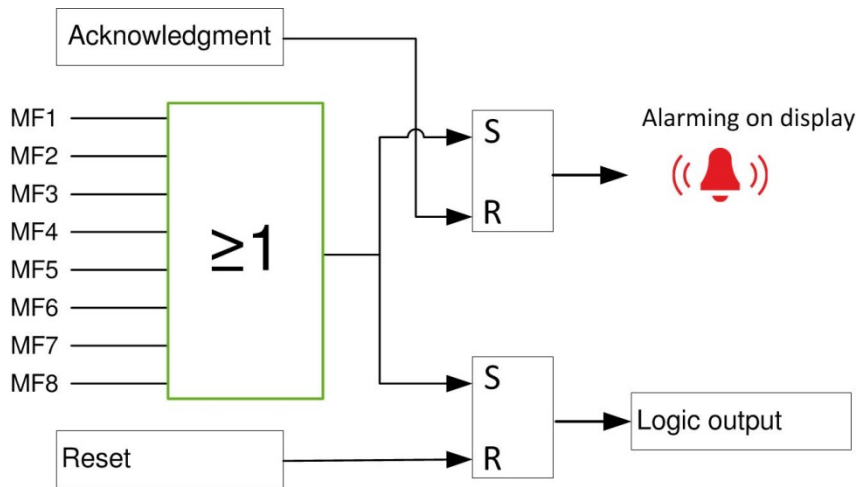 Acknowledgment
MF1
MF2
MF3
MF4
MF5
MF6
MF7
MF8
≥1
S
R
Alarming on display
S
R
Logic output
Reset